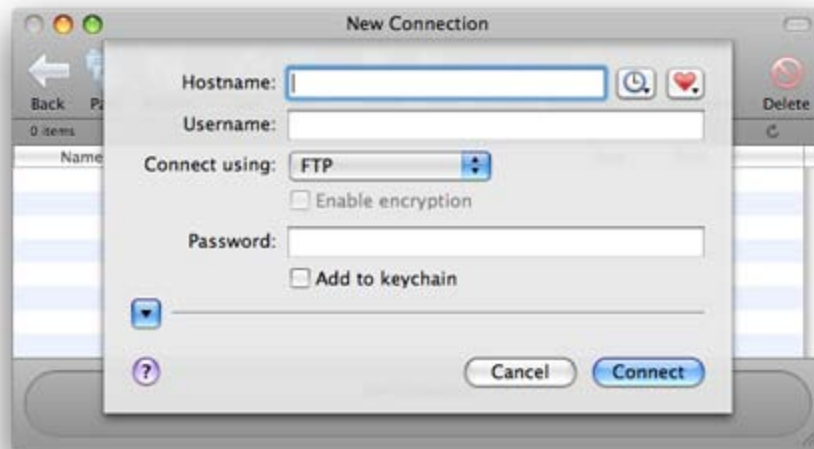 New Connection
Hostname:
Back
Delete
0 items
Username:
Name
Connect using: FTP
Enable encryption
Password:
Add to keychain
?
Cancel Connect